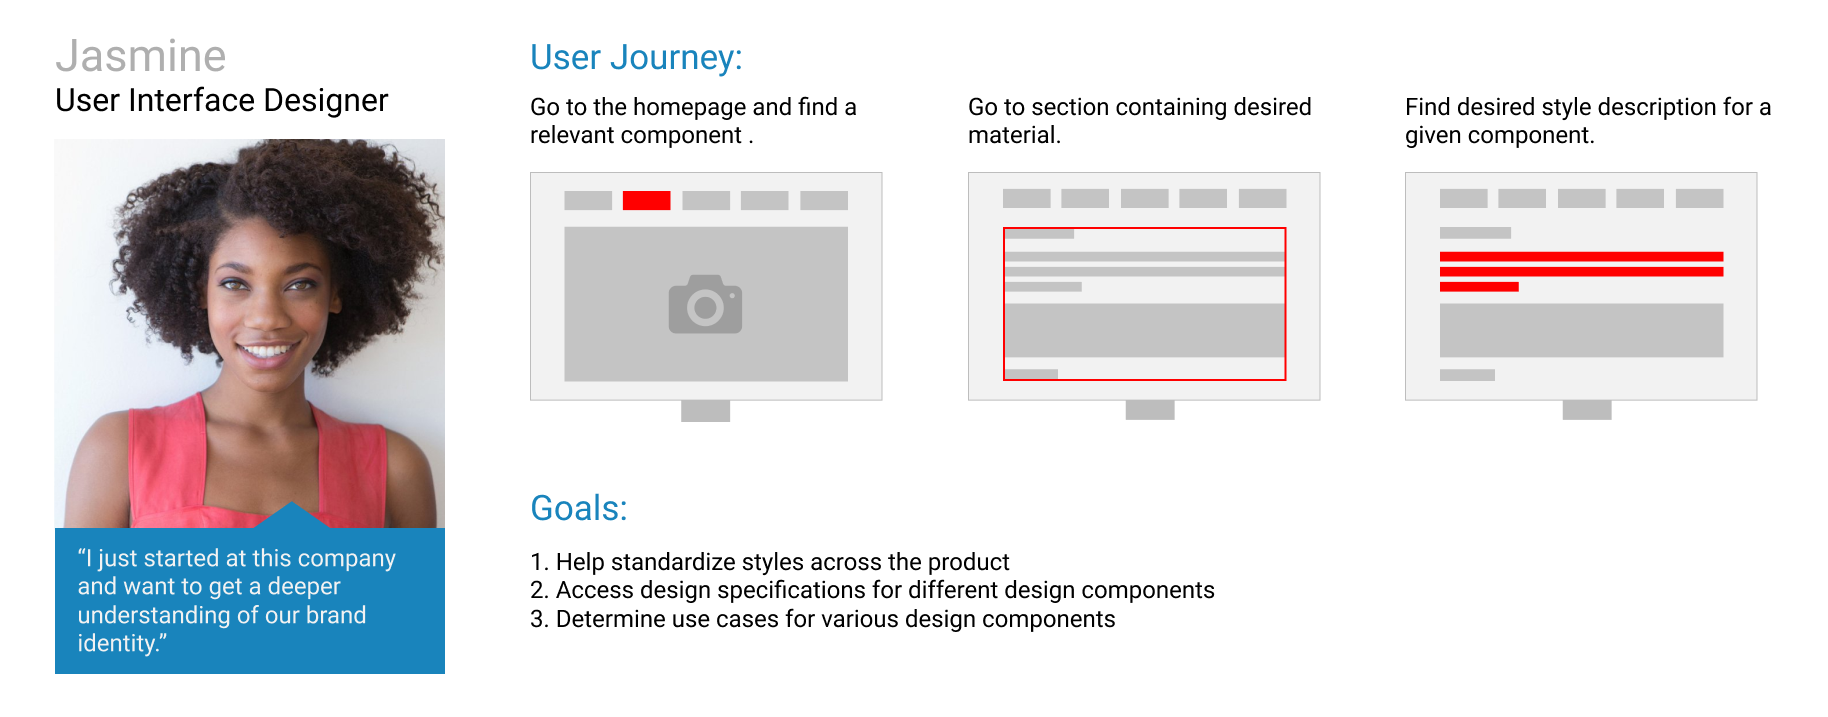 Jasmine
User Interface Designer
“I just started at this company
and want to get a deeper
understanding of our brand
identity.”
User Journey:
Go to the homepage and find a
relevant component .
Go to section containing desired
material.
Find desired style description for a
given component.
Goals:
1. Help standardize styles across the product
2. Access design specifications for different design components
3. Determine use cases for various design components